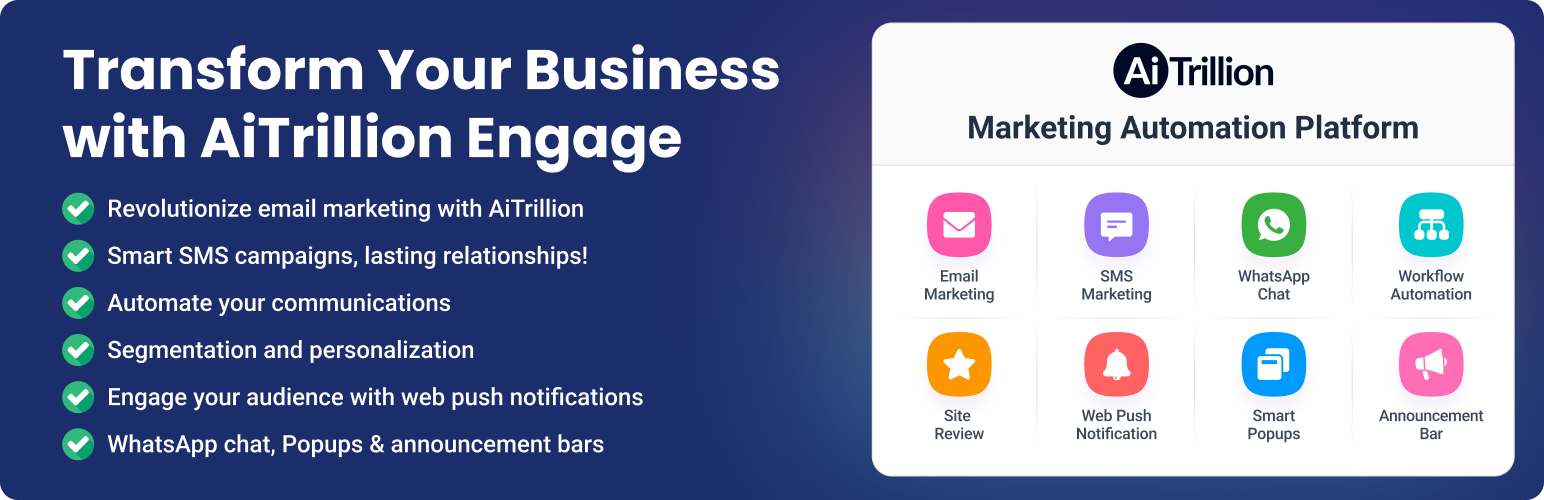 Transform Your Business
with AiTrillion Engage
Revolutionize email marketing with AiTrillion
Smart SMS campaigns, lasting relationships!
Automate your communications
Segmentation and personalization
Engage your audience with web push notifications
WhatsApp chat, Popups & announcement bars
AiTrillion
Marketing Automation Platform
Email
Marketing
SMS
Marketing
WhatsApp
Chat
Workflow
Automation
Site
Review
Web Push
Notification
Smart
Popups
Announcement
Bar